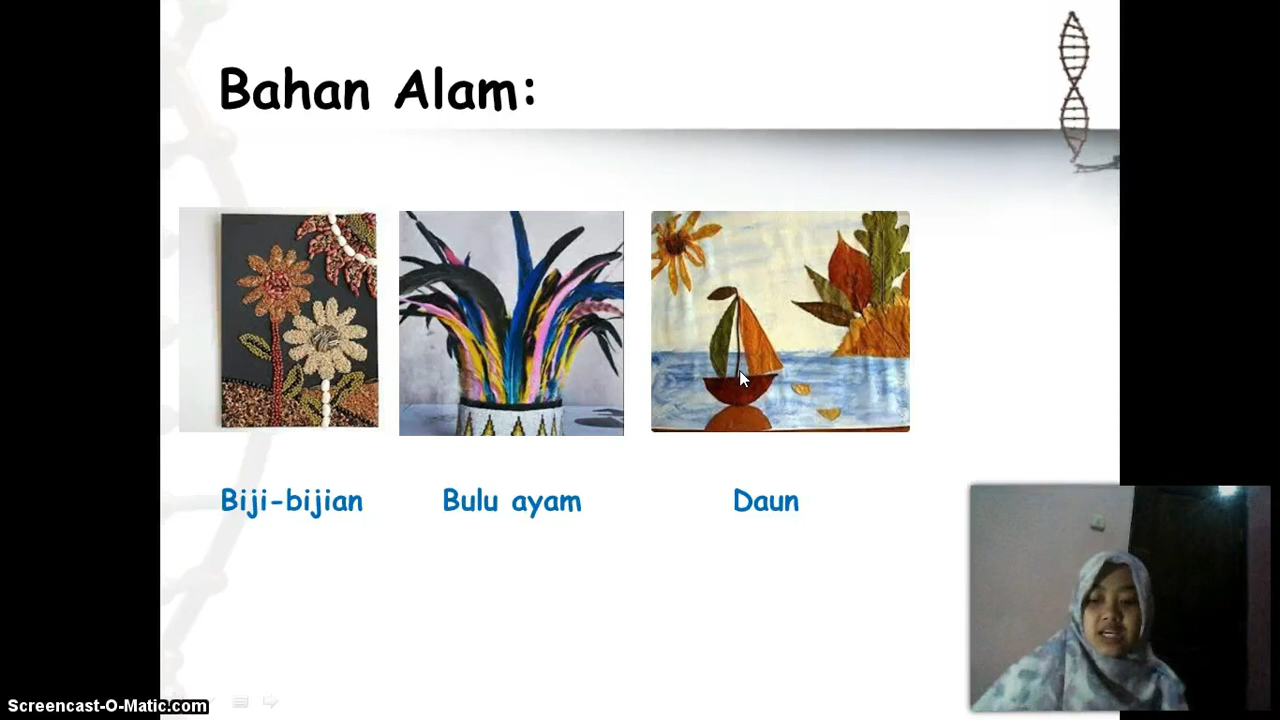 Bahan Alam:
Biji-bijian
Bulu ayam
Daun
Screencast-O-Matic.com